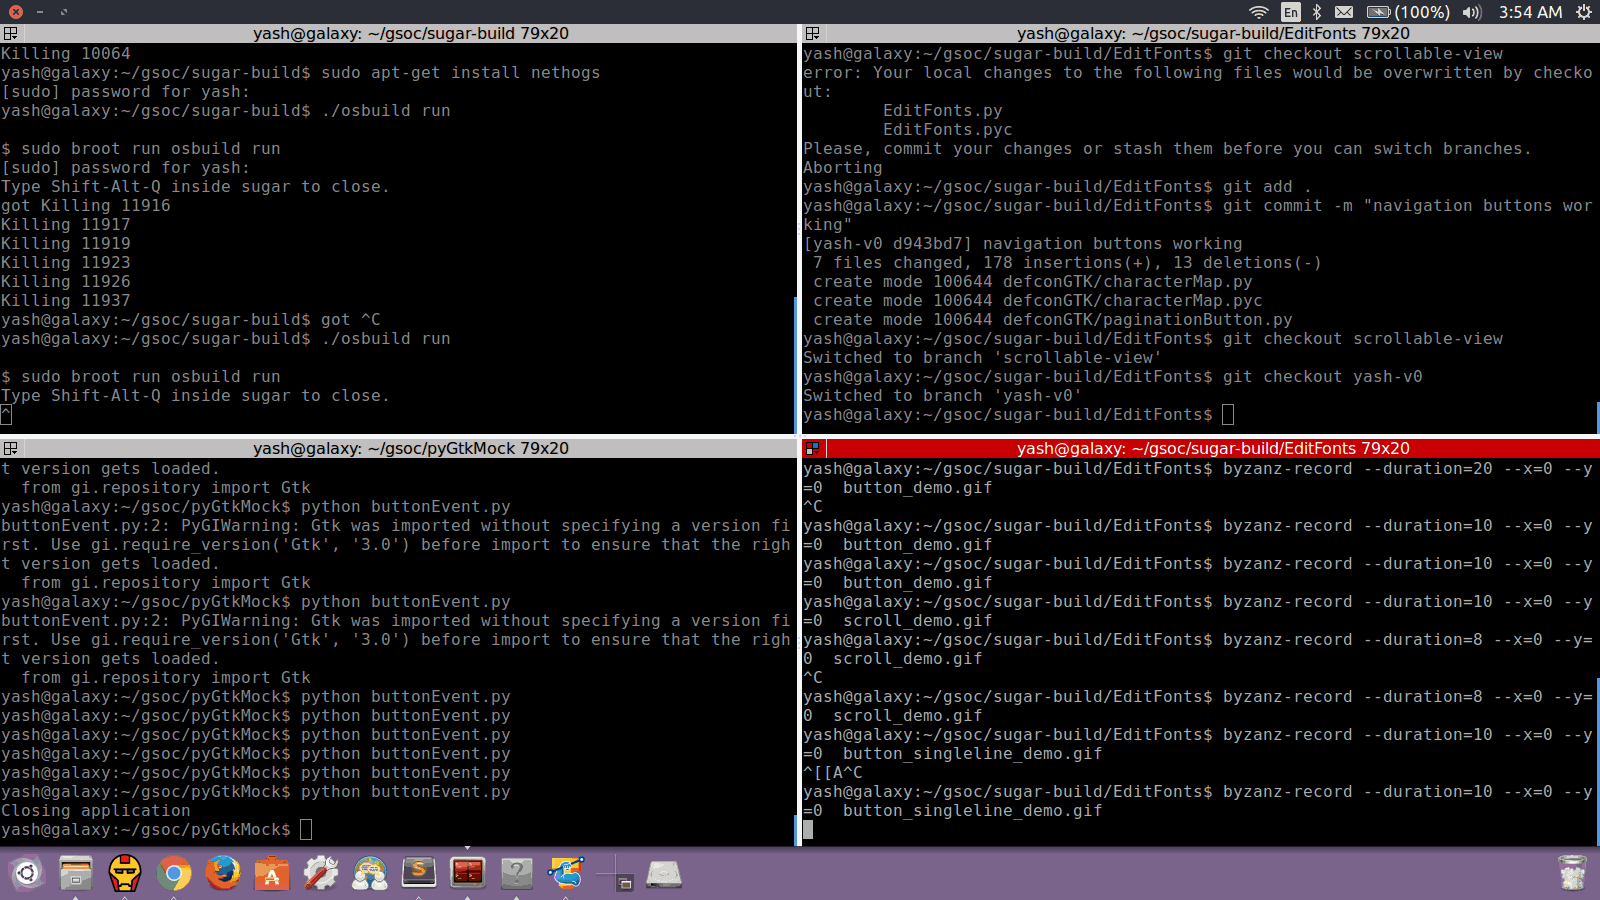 En (100%) 3:54 AM
yash@galaxy: ~/gsoc/sugar-build 79x20
Killing 10064
yash@galaxy:~/gsoc/sugar-build$ sudo apt-get install nethogs
[sudo] password for yash:
yash@galaxy:~/gsoc/sugar-build$ ./osbuild run
$ sudo broot run osbuild run
[sudo] password for yash:
Type Shift-Alt-Q inside sugar to close.
got Killing 11916
Killing 11917
Killing 11919
Killing 11923
Killing 11926
Killing 11937
yash@galaxy:~/gsoc/sugar-build$ got ^C
yash@galaxy:~/gsoc/sugar-build$ ./osbuild run
$ sudo broot run osbuild run
Type Shift-Alt-Q inside sugar to close.
^
yash@galaxy: ~/gsoc/sugar-build/EditFonts 79x20
yash@galaxy:~/gsoc/sugar-build/EditFonts$ git checkout scrollable-view
error: Your local changes to the following files would be overwritten by checko
ut:
EditFonts.py
EditFonts.pyc
Please, commit your changes or stash them before you can switch branches.
Aborting
yash@galaxy:~/gsoc/sugar-build/EditFonts$ git add .
yash@galaxy:~/gsoc/sugar-build/EditFonts$ git commit -m "navigation buttons wor
king"
[yash-v0 d943bd7] navigation buttons working
7 files changed, 178 insertions(+), 13 deletions(-)
create mode 100644 defconGTK/characterMap.py
create mode 100644 defconGTK/characterMap.pyc
create mode 100644 defconGTK/paginationButton.py
yash@galaxy:~/gsoc/sugar-build/EditFonts$ git checkout scrollable-view
Switched to branch 'scrollable-view'
yash@galaxy:~/gsoc/sugar-build/EditFonts$ git checkout yash-v0
Switched to branch 'yash-v0'
yash@galaxy:~/gsoc/sugar-build/EditFonts$
yash@galaxy: ~/gsoc/pyGtkMock 79x20
t version gets loaded.
from gi.repository import Gtk
yash@galaxy:~/gsoc/pyGtkMock$ python buttonEvent.py
buttonEvent.py:2: PyGIWarning: Gtk was imported without specifying a version fi
rst. Use gi.require_version('Gtk', '3.0') before import to ensure that the righ
t version gets loaded.
from gi.repository import Gtk
yash@galaxy:~/gsoc/pyGtkMock$ python buttonEvent.py
buttonEvent.py:2: PyGIWarning: Gtk was imported without specifying a version fi
rst. Use gi.require_version('Gtk', '3.0') before import to ensure that the righ
t version gets loaded.
from gi.repository import Gtk
yash@galaxy:~/gsoc/pyGtkMock$ python buttonEvent.py
yash@galaxy:~/gsoc/pyGtkMock$ python buttonEvent.py
yash@galaxy:~/gsoc/pyGtkMock$ python buttonEvent.py
yash@galaxy:~/gsoc/pyGtkMock$ python buttonEvent.py
yash@galaxy:~/gsoc/pyGtkMock$ python buttonEvent.py
yash@galaxy:~/gsoc/pyGtkMock$ python buttonEvent.py
Closing application
yash@galaxy:~/gsoc/pyGtkMock$
yash@galaxy: ~/gsoc/sugar-build/EditFonts 79x20
yash@galaxy:~/gsoc/sugar-build/EditFonts$ byzanz-record --duration=20 --x=0 --y
=0  button_demo.gif
^C
yash@galaxy:~/gsoc/sugar-build/EditFonts$ byzanz-record --duration=10 --x=0 --y
=0  button_demo.gif
yash@galaxy:~/gsoc/sugar-build/EditFonts$ byzanz-record --duration=10 --x=0 --y
=0  button_demo.gif
yash@galaxy:~/gsoc/sugar-build/EditFonts$ byzanz-record --duration=10 --x=0 --y
=0  scroll_demo.gif
yash@galaxy:~/gsoc/sugar-build/EditFonts$ byzanz-record --duration=8 --x=0 --y=
0  scroll_demo.gif
^C
yash@galaxy:~/gsoc/sugar-build/EditFonts$ byzanz-record --duration=8 --x=0 --y=
0  scroll_demo.gif
yash@galaxy:~/gsoc/sugar-build/EditFonts$ byzanz-record --duration=10 --x=0 --y
=0  button_singleline_demo.gif
^[[A^C
yash@galaxy:~/gsoc/sugar-build/EditFonts$ byzanz-record --duration=10 --x=0 --y
=0  button_singleline_demo.gif